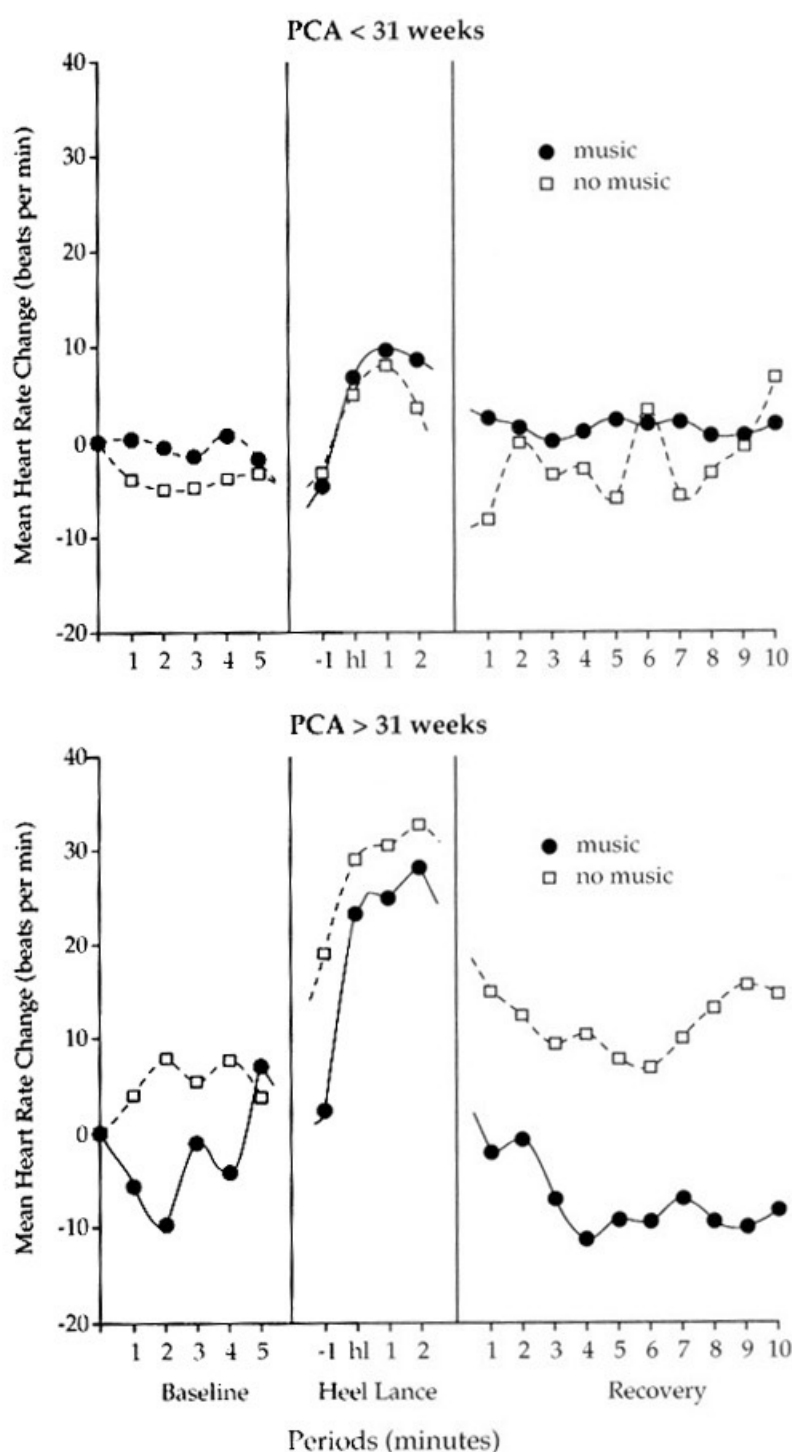 PCA < 31 weeks
Mean Heart Rate Change (beats per min)
40
30
20
10
0
-10
-20
music
no music
1 2 3 4 5 -1 hl 1 2 1 2 3 4 5 6 7 8 9 10
PCA > 31 weeks
Mean Heart Rate Change (beats per min)
40
30
20
10
0
-10
-20
music
no music
1 2 3 4 5 -1 hl 1 2 1 2 3 4 5 6 7 8 9 10
Baseline Heel Lance Recovery
Periods (minutes)